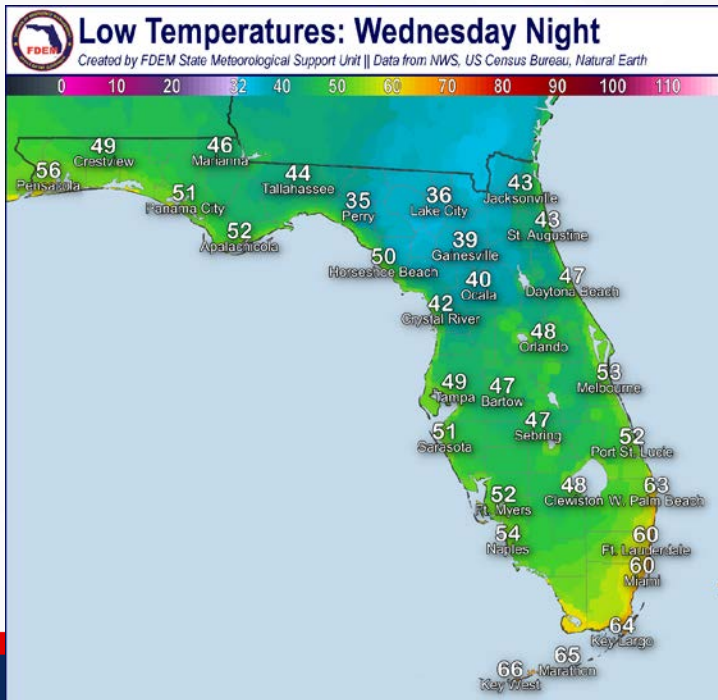 Low Temperatures: Wednesday Night
FDEM
Created by FDEM State Meteorological Support Unit || Data from NWS, US Census Bureau, Natural Earth
0 10 20 32 40 50 60 70 80 90 100 110
49
Crestview
46
Marianna
56
Pensacola
44
Tallahassee
51
Panama City
35
Perry
36
Lake City
43
Jacksonville
52
Apalachicola
43
St. Augustine
39
Gainesville
50
Horseshoe Beach
40
Ocala
47
Daytona Beach
42
Crystal River
48
Orlando
53
Melbourne
49
Tampa
47
Bartow
47
Sebring
51
Sarasota
52
Port St. Lucie
52
Ft. Myers
48
Clewiston
63
W. Palm Beach
54
Naples
60
Ft. Lauderdale
60
Miami
64
Key Largo
65
Marathon
66
Key West